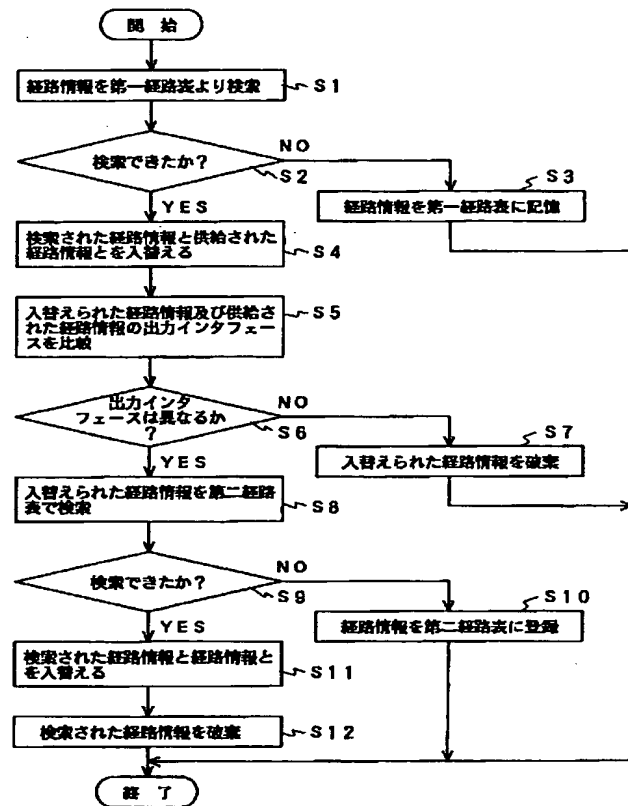 開 始
経路情報を第一経路表より検索
S1
検索できたか?
NO
S2
YES
S3
経路情報を第一経路表に記憶
検索された経路情報と供給された
経路情報とを入替える
S4
入替えられた経路情報及び供給さ
れた経路情報の出力インタフェー
スを比較
S5
出力インタ
フェースは異なるか
?
NO
S6
YES
S7
入替えられた経路情報を破棄
入替えられた経路情報を第二経路
表で検索
S8
検索できたか?
NO
S9
YES
S10
経路情報を第二経路表に登録
検索された経路情報と経路情報と
を入替える
S11
検索された経路情報を破棄
S12
終 了